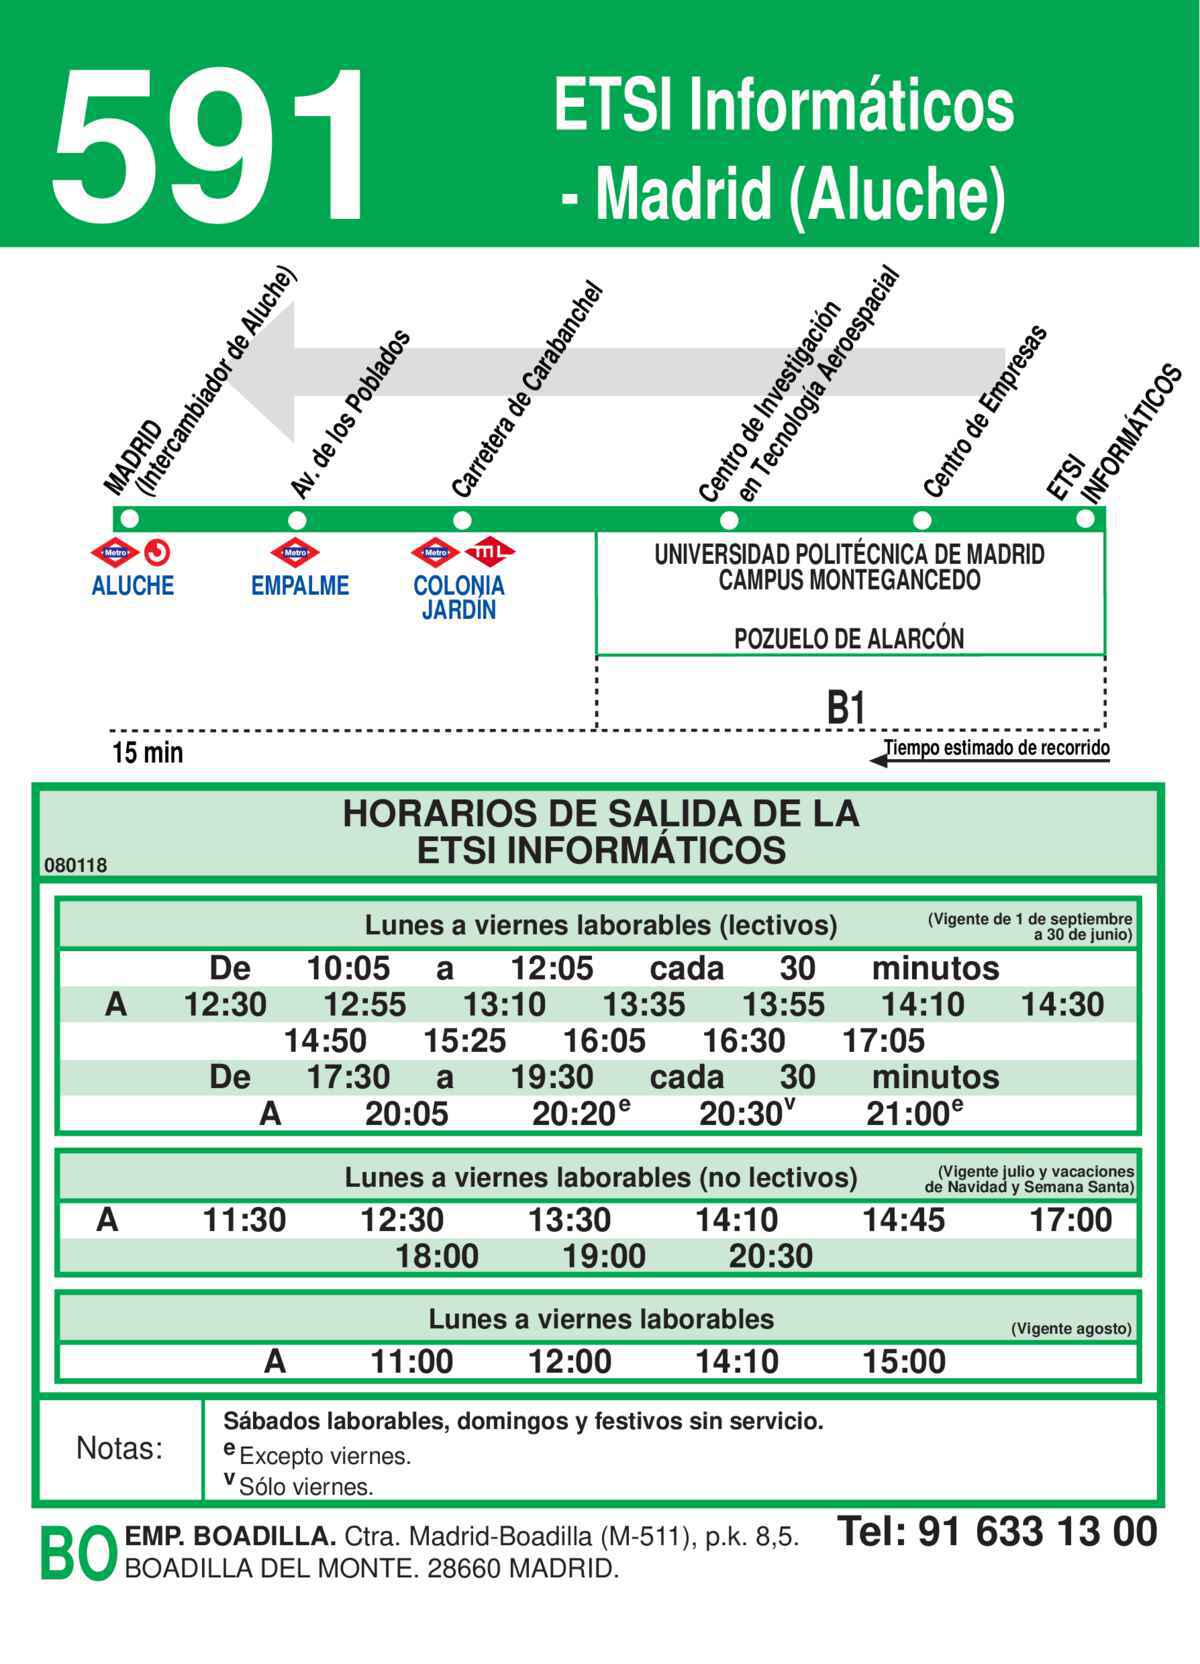 591
ETSI Informáticos
- Madrid (Aluche)
MADRID
(Intercambiador de Aluche)
Av. de los Poblados
Carretera de Carabanchel
Centro de Investigación
en Tecnología Aeroespacial
Centro de Empresas
ETSI
INFORMÁTICOS
Metro
Metro
Metro ML
ALUCHE
EMPALME
COLONIA
JARDÍN
UNIVERSIDAD POLITÉCNICA DE MADRID
CAMPUS MONTEGANCEDO
POZUELO DE ALARCÓN
B1
15 min
Tiempo estimado de recorrido
HORARIOS DE SALIDA DE LA
ETSI INFORMÁTICOS
080118
Lunes a viernes laborables (lectivos)
(Vigente de 1 de septiembre
a 30 de junio)
De 10:05 a 12:05 cada 30 minutos
A 12:30 12:55 13:10 13:35 13:55 14:10 14:30
14:50 15:25 16:05 16:30 17:05
De 17:30 a 19:30 cada 30 minutos
A 20:05 20:20e 20:30v 21:00e
Lunes a viernes laborables (no lectivos)
(Vigente julio y vacaciones
de Navidad y Semana Santa)
A 11:30 12:30 13:30 14:10 14:45 17:00
18:00 19:00 20:30
Lunes a viernes laborables
(Vigente agosto)
A 11:00 12:00 14:10 15:00
Notas:
Sábados laborables, domingos y festivos sin servicio.
e Excepto viernes.
v Sólo viernes.
BO
EMP. BOADILLA. Ctra. Madrid-Boadilla (M-511), p.k. 8,5.
BOADILLA DEL MONTE. 28660 MADRID.
Tel: 91 633 13 00